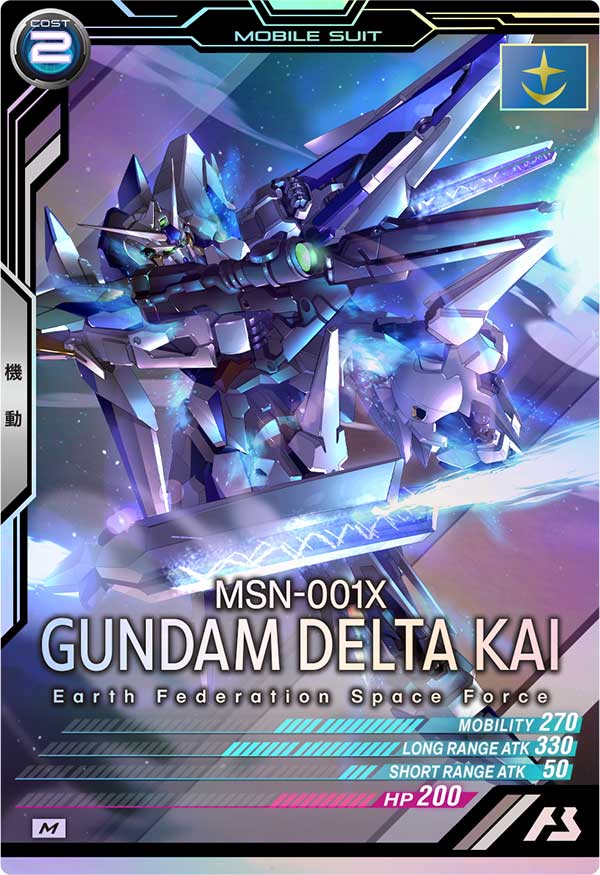 COST
2
MOBILE SUIT
機動
MSN-001X
GUNDAM DELTA KAI
Earth Federation Space Force
MOBILITY 270
LONG RANGE ATK 330
SHORT RANGE ATK 50
HP 200
M